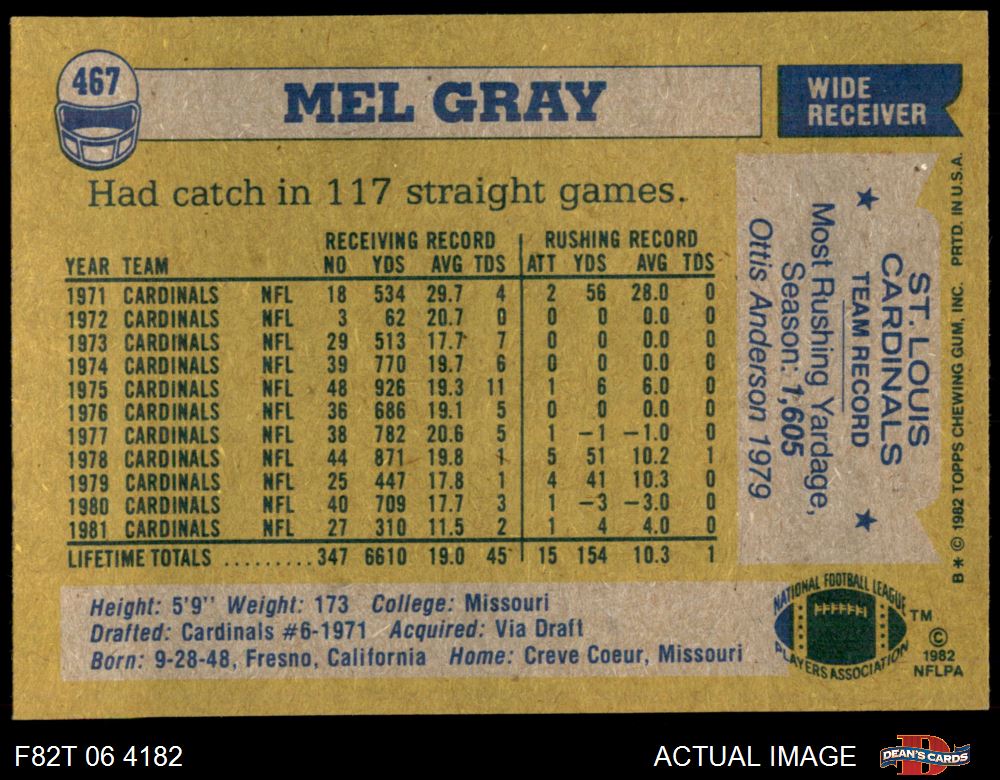 467
MEL GRAY
WIDE
RECEIVER
Had catch in 117 straight games.
RECEIVING RECORD RUSHING RECORD
YEAR TEAM NO YDS AVG TDS ATT YDS AVG TDS
1971 CARDINALS NFL 18 534 29.7 4 2 56 28.0 0
1972 CARDINALS NFL 3 62 20.7 0 0 0 0.0 0
1973 CARDINALS NFL 29 513 17.7 7 0 0 0.0 0
1974 CARDINALS NFL 39 770 19.7 6 0 0 0.0 0
1975 CARDINALS NFL 48 926 19.3 11 1 6 6.0 0
1976 CARDINALS NFL 36 686 19.1 5 0 0 0.0 0
1977 CARDINALS NFL 38 782 20.6 5 1 -1 -1.0 0
1978 CARDINALS NFL 44 871 19.8 1 5 51 10.2 1
1979 CARDINALS NFL 25 447 17.8 1 4 41 10.3 0
1980 CARDINALS NFL 40 709 17.7 3 1 -3 -3.0 0
1981 CARDINALS NFL 27 310 11.5 2 1 4 4.0 0
LIFETIME TOTALS ......... 347 6610 19.0 45 15 154 10.3 1
Height: 5'9" Weight: 173 College: Missouri
Drafted: Cardinals #6-1971 Acquired: Via Draft
Born: 9-28-48, Fresno, California Home: Creve Coeur, Missouri
ST. LOUIS
CARDINALS
★ TEAM RECORD ★
Most Rushing Yardage,
Season: 1,605
Ottis Anderson 1979
B* © 1982 TOPPS CHEWING GUM, INC. PRTD. IN U.S.A.
NATIONAL FOOTBALL LEAGUE
PLAYERS ASSOCIATION
™
©
1982
NFLPA
F82T 06 4182
ACTUAL IMAGE
D
DEAN'S CARDS